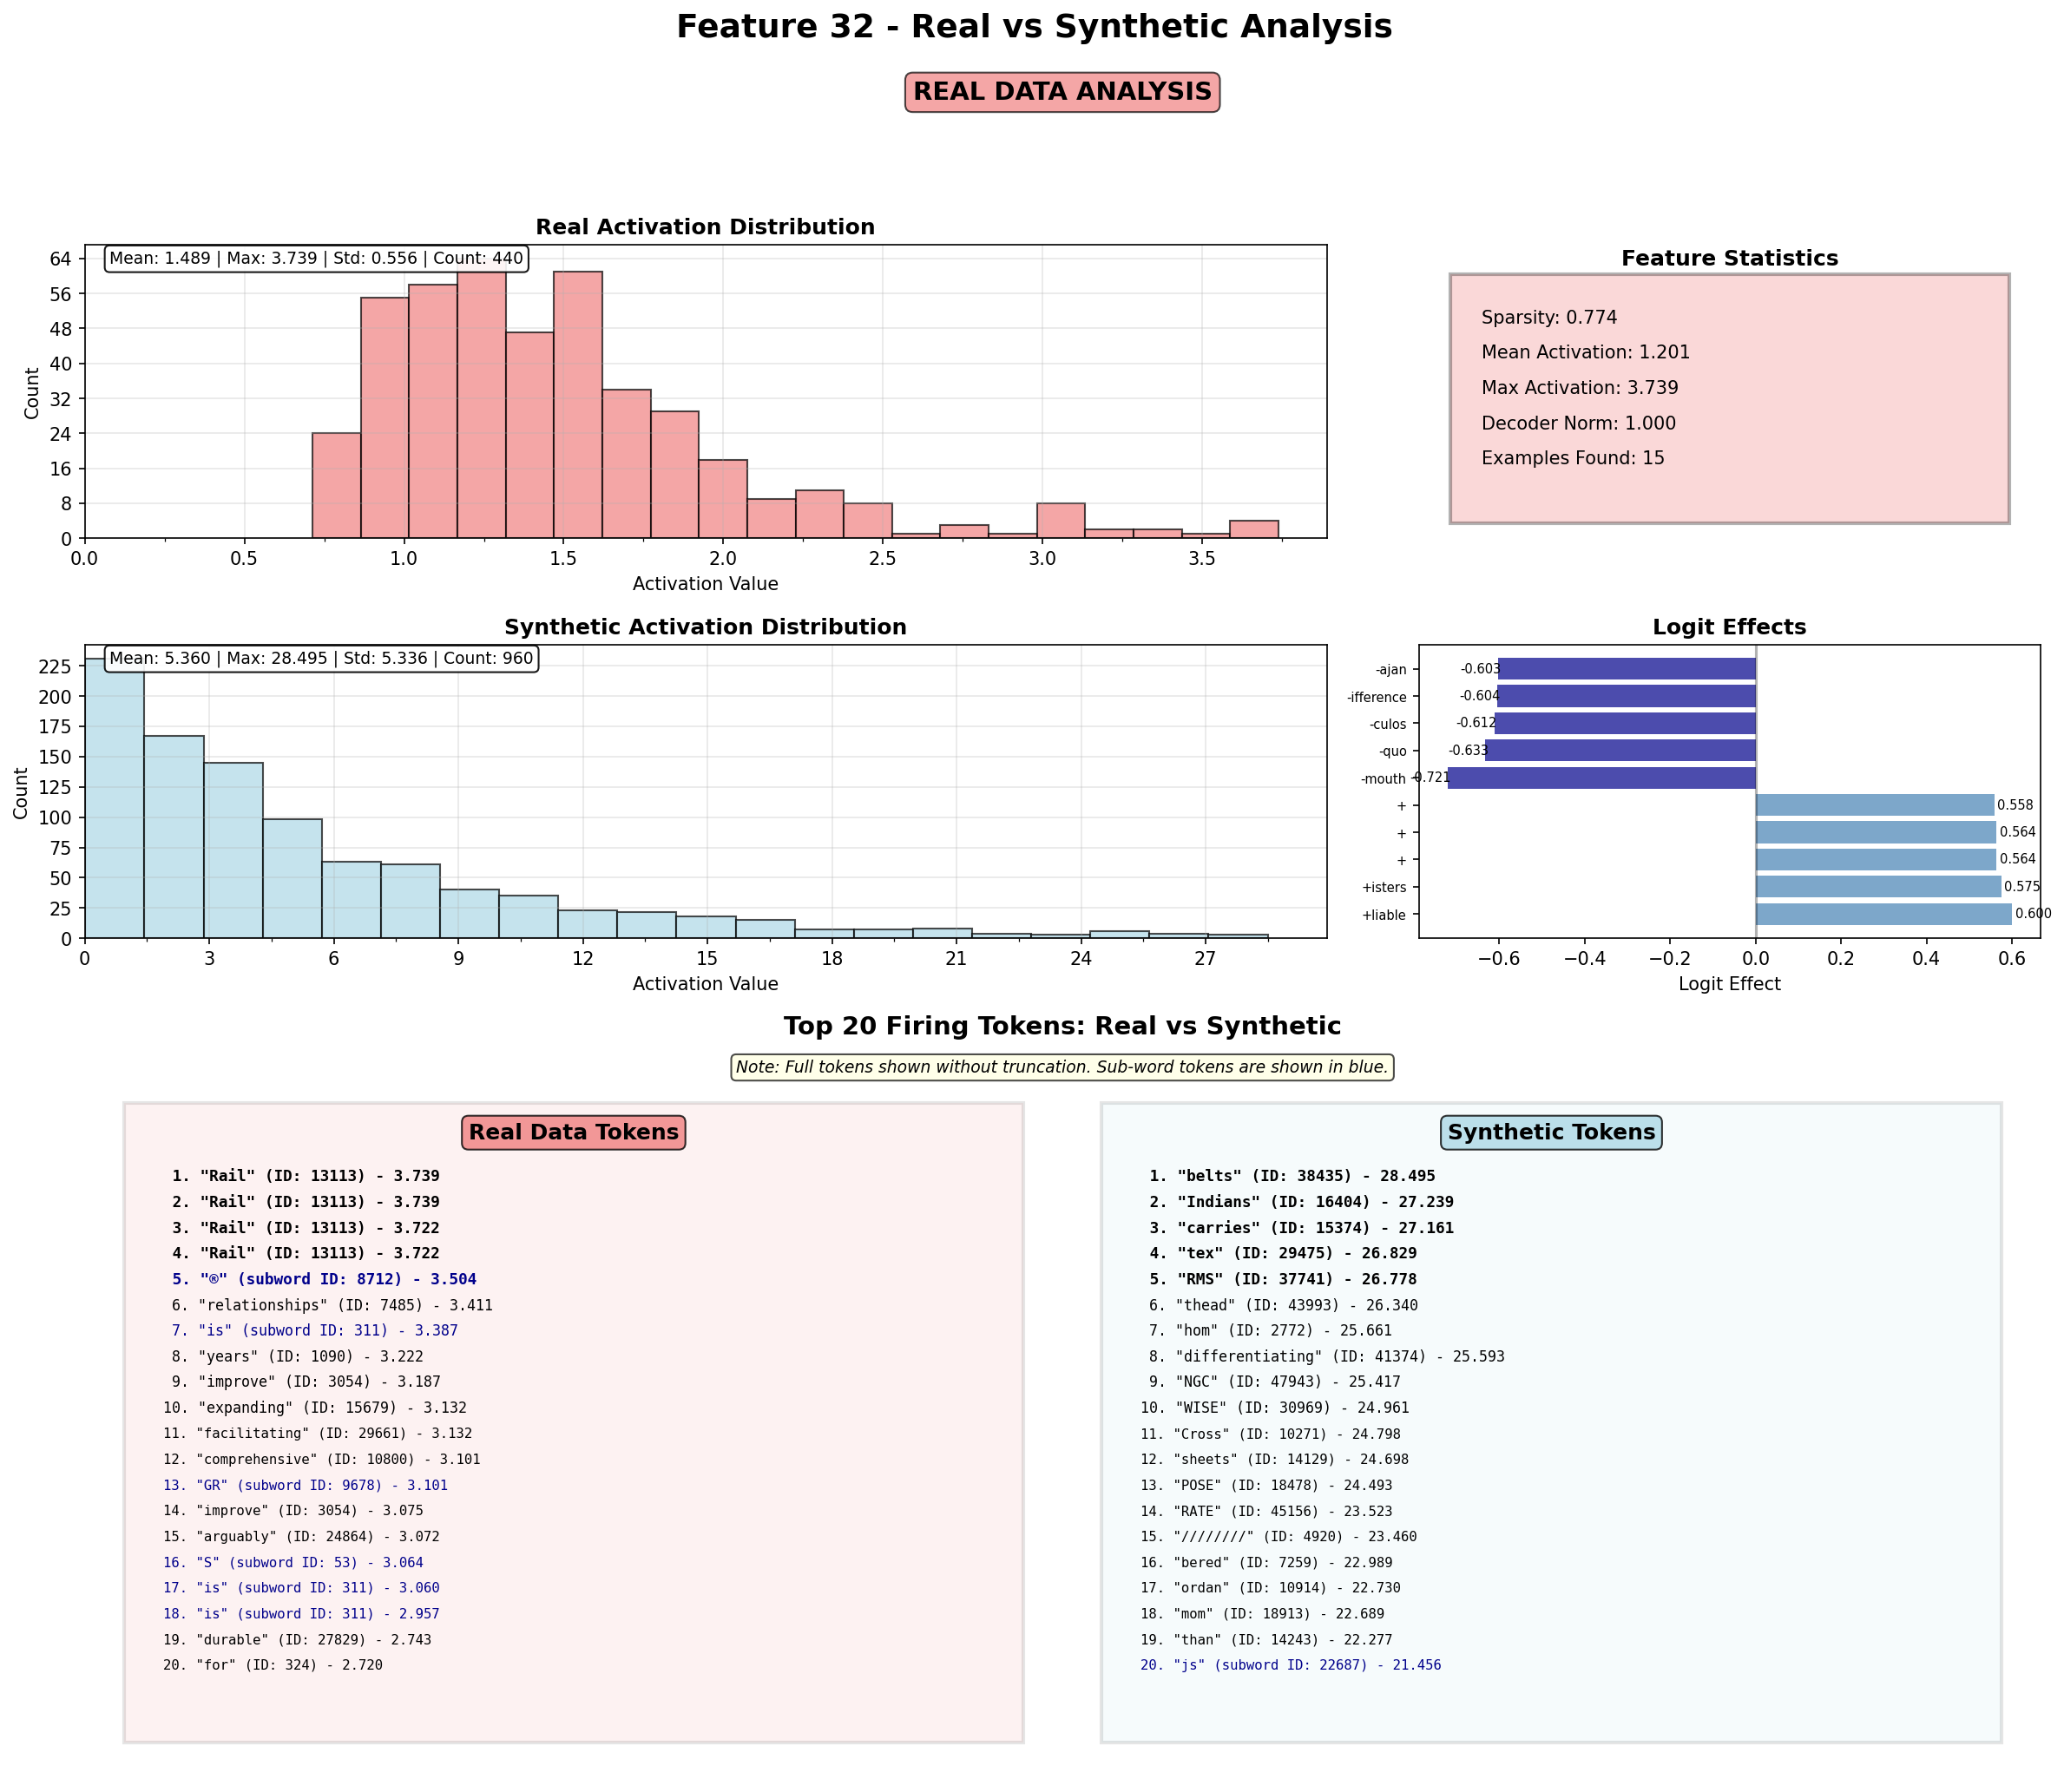 Feature 32 - Real vs Synthetic Analysis
REAL DATA ANALYSIS
Real Activation Distribution
Mean: 1.489 | Max: 3.739 | Std: 0.556 | Count: 440
64
56
48
40
32
24
16
8
0
Count
0.0 0.5 1.0 1.5 2.0 2.5 3.0 3.5
Activation Value
Feature Statistics
Sparsity: 0.774
Mean Activation: 1.201
Max Activation: 3.739
Decoder Norm: 1.000
Examples Found: 15
Synthetic Activation Distribution
Mean: 5.360 | Max: 28.495 | Std: 5.336 | Count: 960
225
200
175
150
125
100
75
50
25
0
Count
0 3 6 9 12 15 18 21 24 27
Activation Value
Logit Effects
-ajan -0.603
-ifference -0.604
-culos -0.612
-quo -0.633
-mouth -0.721
+ 0.558
+ 0.564
+ 0.564
+isters 0.575
+liable 0.600
−0.6 −0.4 −0.2 0.0 0.2 0.4 0.6
Logit Effect
Top 20 Firing Tokens: Real vs Synthetic
Note: Full tokens shown without truncation. Sub-word tokens are shown in blue.
Real Data Tokens
1. "Rail" (ID: 13113) - 3.739
2. "Rail" (ID: 13113) - 3.739
3. "Rail" (ID: 13113) - 3.722
4. "Rail" (ID: 13113) - 3.722
5. "®" (subword ID: 8712) - 3.504
6. "relationships" (ID: 7485) - 3.411
7. "is" (subword ID: 311) - 3.387
8. "years" (ID: 1090) - 3.222
9. "improve" (ID: 3054) - 3.187
10. "expanding" (ID: 15679) - 3.132
11. "facilitating" (ID: 29661) - 3.132
12. "comprehensive" (ID: 10800) - 3.101
13. "GR" (subword ID: 9678) - 3.101
14. "improve" (ID: 3054) - 3.075
15. "arguably" (ID: 24864) - 3.072
16. "S" (subword ID: 53) - 3.064
17. "is" (subword ID: 311) - 3.060
18. "is" (subword ID: 311) - 2.957
19. "durable" (ID: 27829) - 2.743
20. "for" (ID: 324) - 2.720
Synthetic Tokens
1. "belts" (ID: 38435) - 28.495
2. "Indians" (ID: 16404) - 27.239
3. "carries" (ID: 15374) - 27.161
4. "tex" (ID: 29475) - 26.829
5. "RMS" (ID: 37741) - 26.778
6. "thead" (ID: 43993) - 26.340
7. "hom" (ID: 2772) - 25.661
8. "differentiating" (ID: 41374) - 25.593
9. "NGC" (ID: 47943) - 25.417
10. "WISE" (ID: 30969) - 24.961
11. "Cross" (ID: 10271) - 24.798
12. "sheets" (ID: 14129) - 24.698
13. "POSE" (ID: 18478) - 24.493
14. "RATE" (ID: 45156) - 23.523
15. "////////" (ID: 4920) - 23.460
16. "bered" (ID: 7259) - 22.989
17. "ordan" (ID: 10914) - 22.730
18. "mom" (ID: 18913) - 22.689
19. "than" (ID: 14243) - 22.277
20. "js" (subword ID: 22687) - 21.456